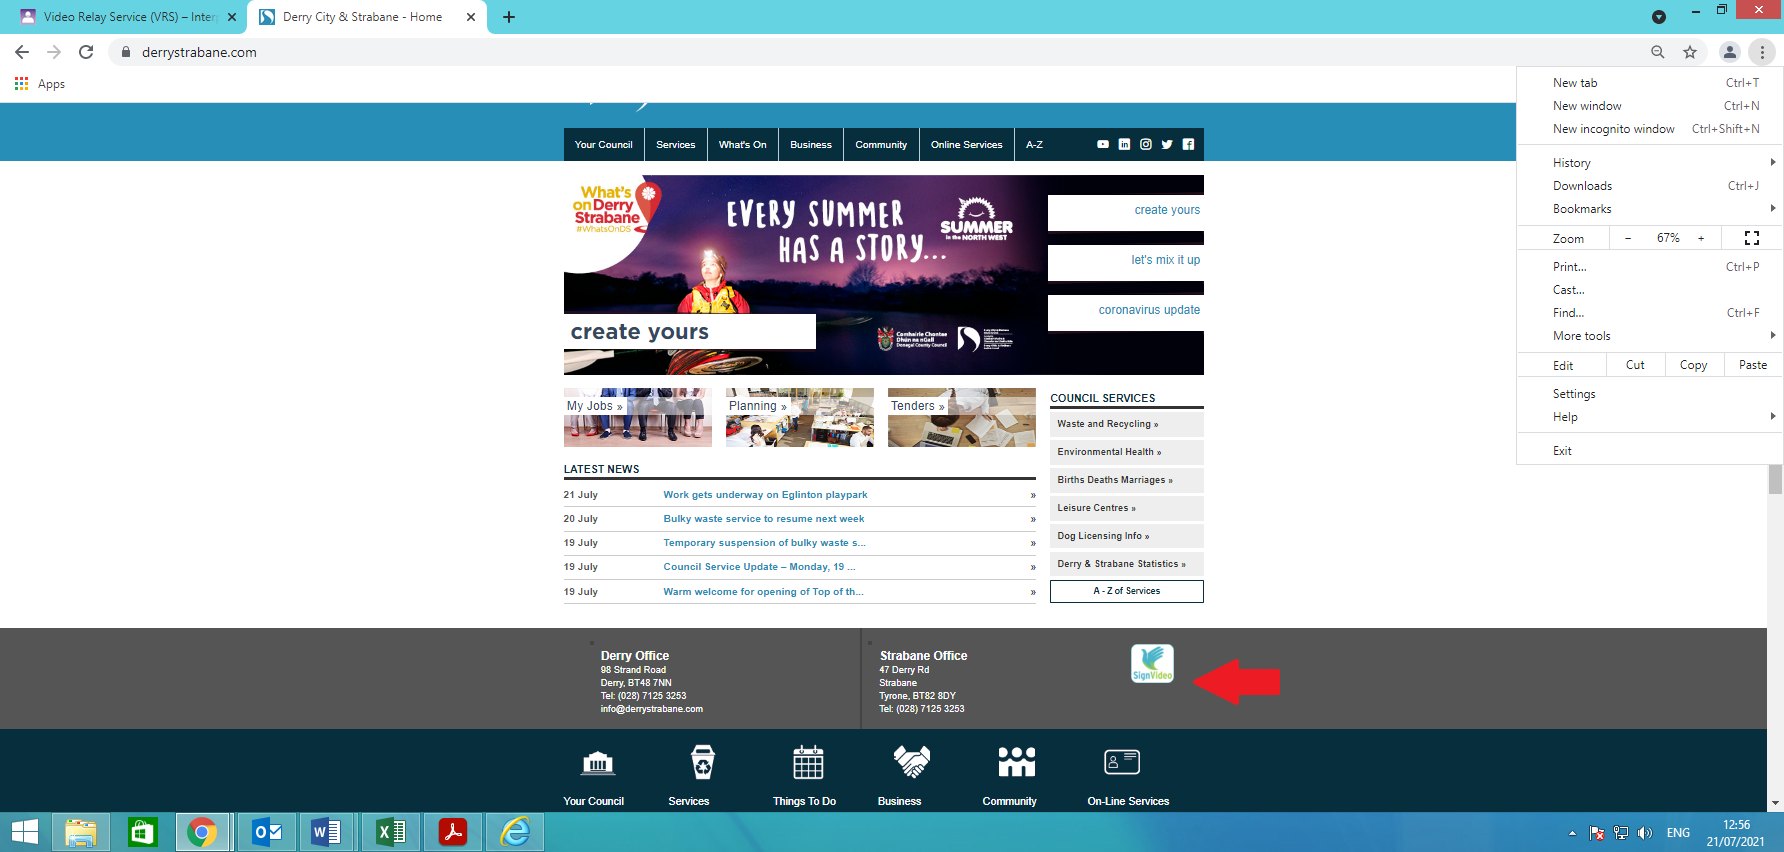 Video Relay Service (VRS) – Inter
Derry City & Strabane - Home
derrystrabane.com
Apps
New tab Ctrl+T
New window Ctrl+N
New incognito window Ctrl+Shift+N
History
Downloads Ctrl+J
Bookmarks
Zoom - 67% +
Print... Ctrl+P
Cast...
Find... Ctrl+F
More tools
Edit Cut Copy Paste
Settings
Help
Exit
Your Council Services What's On Business Community Online Services A-Z
What's
on Derry
Strabane
#WhatsOnDS
EVERY SUMMER
HAS A STORY...
SUMMER
in the NORTH WEST
create yours
let's mix it up
coronavirus update
create yours
Comhairle Chontae
Dhún na nGall
Donegal County Council
My Jobs »
Planning »
Tenders »
COUNCIL SERVICES
Waste and Recycling »
Environmental Health »
Births Deaths Marriages »
Leisure Centres »
Dog Licensing Info »
Derry & Strabane Statistics »
A - Z of Services
LATEST NEWS
21 July Work gets underway on Eglinton playpark »
20 July Bulky waste service to resume next week »
19 July Temporary suspension of bulky waste s... »
19 July Council Service Update – Monday, 19 ... »
19 July Warm welcome for opening of Top of th... »
Derry Office
98 Strand Road
Derry, BT48 7NN
Tel: (028) 7125 3253
info@derrystrabane.com
Strabane Office
47 Derry Rd
Strabane
Tyrone, BT82 8DY
Tel: (028) 7125 3253
SignVideo
Your Council Services Things To Do Business Community On-Line Services
ENG
12:56
21/07/2021